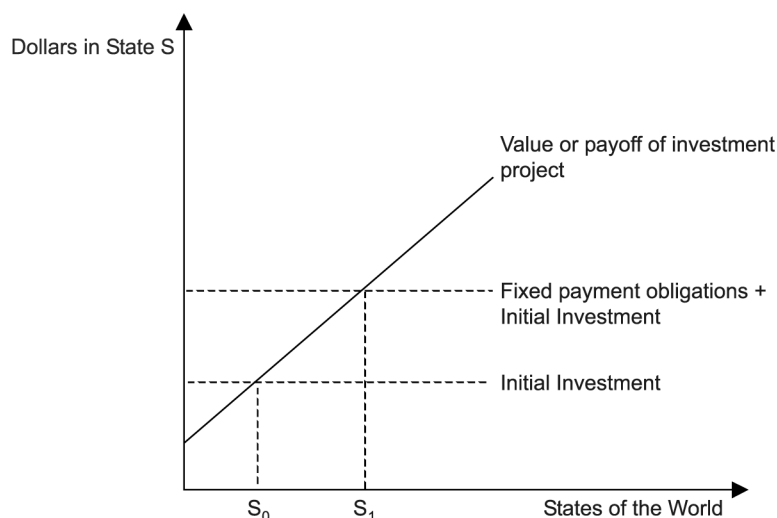 Dollars in State S
Value or payoff of investment
project
Fixed payment obligations +
Initial Investment
Initial Investment
S₀
S₁
States of the World